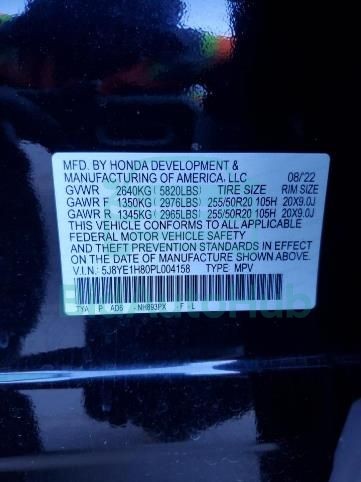 MFD. BY HONDA DEVELOPMENT &
MANUFACTURING OF AMERICA, LLC 08/'22
GVWR 2640KG(5820LBS) TIRE SIZE RIM SIZE
GAWR F 1350KG(2976LBS) 255/50R20 105H 20X9.0J
GAWR R 1345KG(2965LBS) 255/50R20 105H 20X9.0J
THIS VEHICLE CONFORMS TO ALL APPLICABLE
FEDERAL MOTOR VEHICLE SAFETY
AND THEFT PREVENTION STANDARDS IN EFFECT
ON THE DATE OF MANUFACTURE SHOWN ABOVE.
V.I.N.: 5J8YE1H80PL004158 TYPE: MPV
TYA P AD6 NH893PX F L